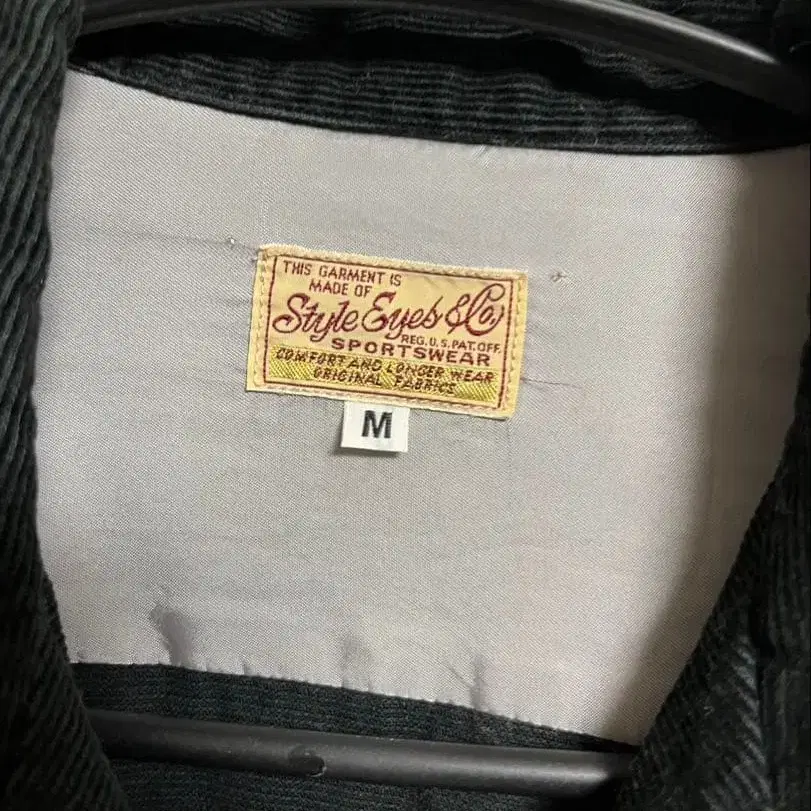 THIS GARMENT IS
MADE OF
Style Eyes & Co
REG. U.S. PAT. OFF.
SPORTSWEAR
COMFORT AND LONGER WEAR
ORIGINAL FABRICS
M